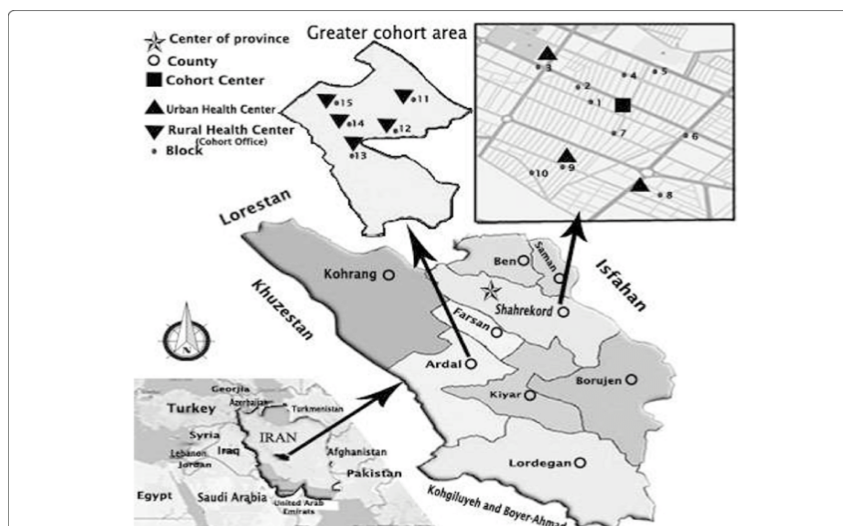 Center of province
County
Cohort Center
Urban Health Center
Rural Health Center
(Cohort Office)
Block
Greater cohort area
15
11
14
12
13
3
4
5
2
1
7
6
10
9
8
Lorestan
Khuzestan
Isfahan
Kohrang
Ben
Saman
Shahrekord
Farsan
Ardal
Kiyar
Borujen
Lordegan
Kohgiluyeh and Boyer-Ahmad
N
Georjia
Azerbaijan
Turkmenistan
Turkey
Syria
IRAN
Lebanon
Iraq
Jordan
Afghanistan
Pakistan
Egypt
Saudi Arabia
United Arab
Emirats